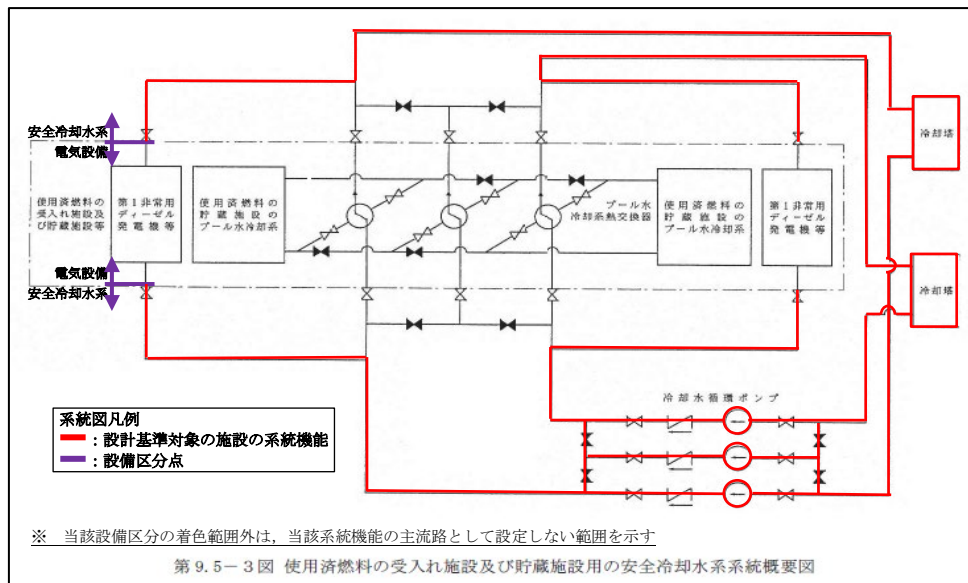 冷却塔
安全冷却水系
電気設備
使用済燃料の
受入れ施設及
び貯蔵施設等
第1非常用
ディーゼル
発電機等
使用済燃料の
貯蔵施設の
プール水冷却系
プール水
冷却系熱交換器
使用済燃料の
貯蔵施設の
プール水冷却系
第1非常用
ディーゼル
発電機等
電気設備
安全冷却水系
冷却塔
冷却水循環ポンプ
系統図凡例
：設計基準対象の施設の系統機能
：設備区分点
※ 当該設備区分の着色範囲外は，当該系統機能の主流路として設定しない範囲を示す
第9.5－3図 使用済燃料の受入れ施設及び貯蔵施設用の安全冷却水系系統概要図